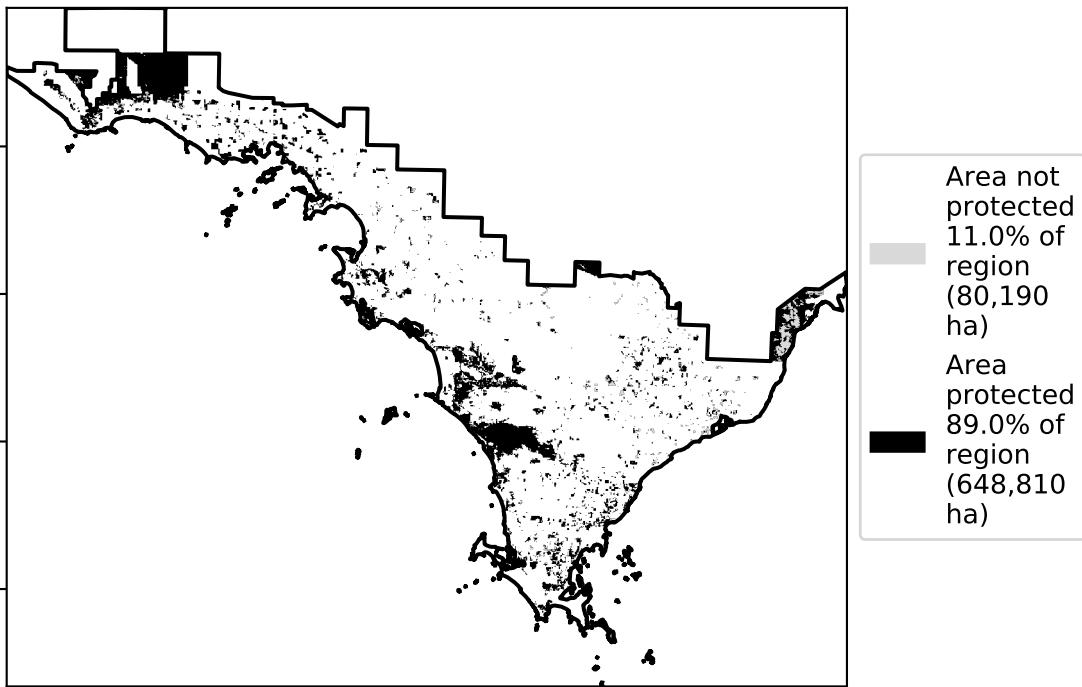 Area not
protected
11.0% of
region
(80,190
ha)
Area
protected
89.0% of
region
(648,810
ha)